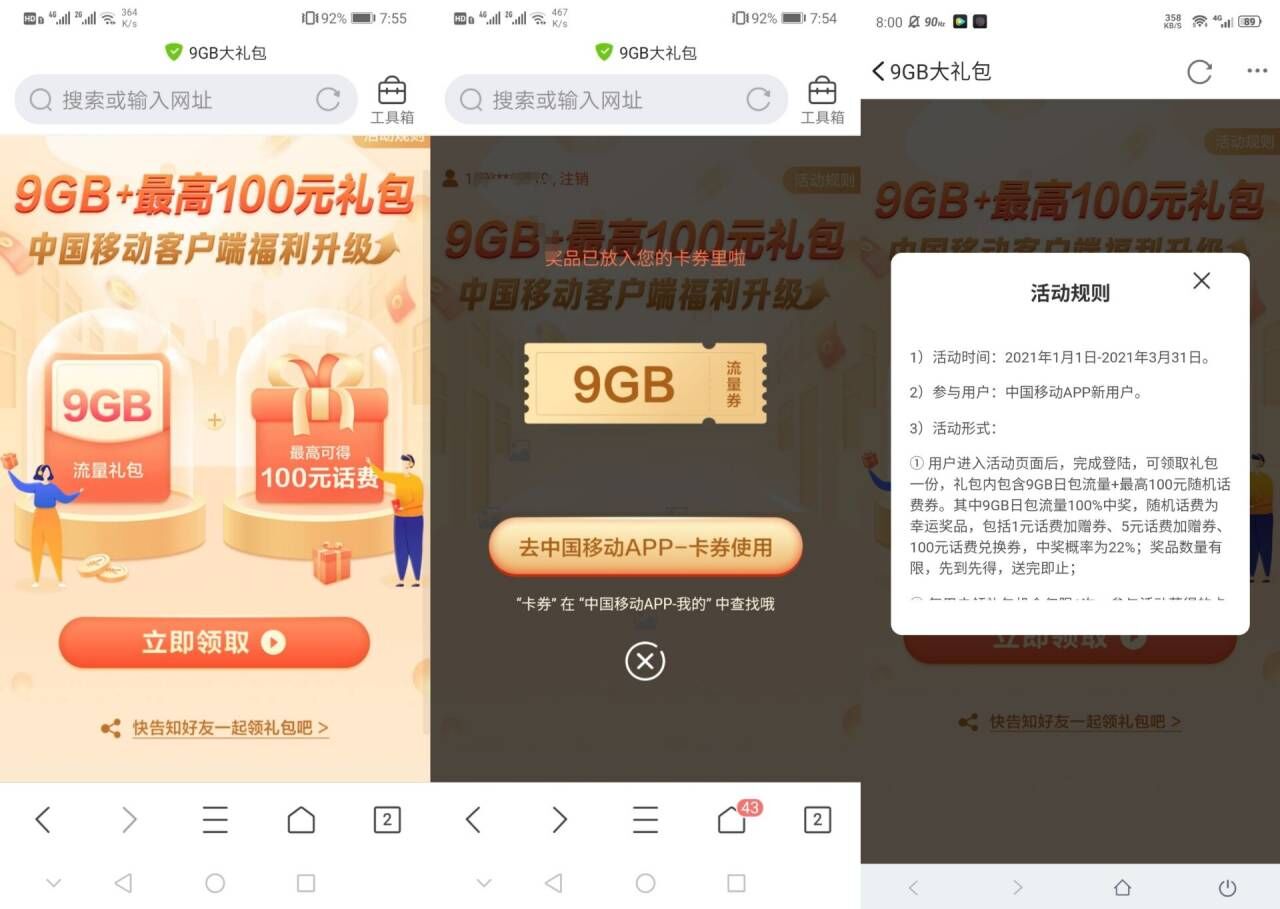 364
K/s
92%
7:55
9GB大礼包
搜索或输入网址
工具箱
活动规则
9GB+最高100元礼包
中国移动客户端福利升级
9GB
流量礼包
+
最高可得
100元话费
立即领取
快告知好友一起领礼包吧 >
2
467
K/s
92%
7:54
9GB大礼包
搜索或输入网址
工具箱
,注销
活动规则
9GB+最高100元礼包
奖品已放入您的卡券里啦
中国移动客户端福利升级
9GB
流量券
去中国移动APP-卡券使用
“卡券” 在 “中国移动APP-我的” 中查找哦
43
2
8:00
90Hz
358
KB/S
4G
89
9GB大礼包
活动规则
9GB+最高100元礼包
中国移动客户端福利升级
活动规则
1）活动时间：2021年1月1日-2021年3月31日。
2）参与用户：中国移动APP新用户。
3）活动形式：
① 用户进入活动页面后，完成登陆，可领取礼包
一份，礼包内包含9GB日包流量+最高100元随机话
费券。其中9GB日包流量100%中奖，随机话费为
幸运奖品，包括1元话费加赠券、5元话费加赠券、
100元话费兑换券，中奖概率为22%；奖品数量有
限，先到先得，送完即止；
立即领取
快告知好友一起领礼包吧 >